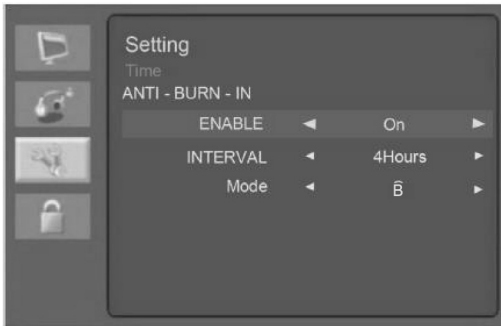 Setting
Time
ANTI - BURN - IN
ENABLE ◄ On ►
INTERVAL ◄ 4Hours ►
Mode ◄ B̂ ►